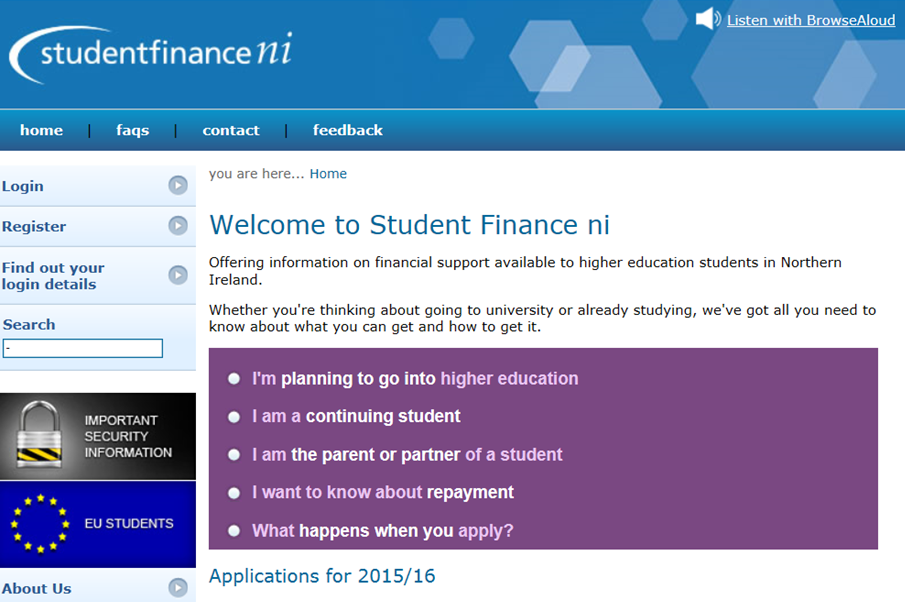 studentfinance ni
Listen with BrowseAloud
home | faqs | contact | feedback
Login
Register
Find out your
login details
Search
-
IMPORTANT
SECURITY
INFORMATION
EU STUDENTS
About Us
you are here... Home
Welcome to Student Finance ni
Offering information on financial support available to higher education students in Northern
Ireland.
Whether you're thinking about going to university or already studying, we've got all you need to
know about what you can get and how to get it.
I'm planning to go into higher education
I am a continuing student
I am the parent or partner of a student
I want to know about repayment
What happens when you apply?
Applications for 2015/16